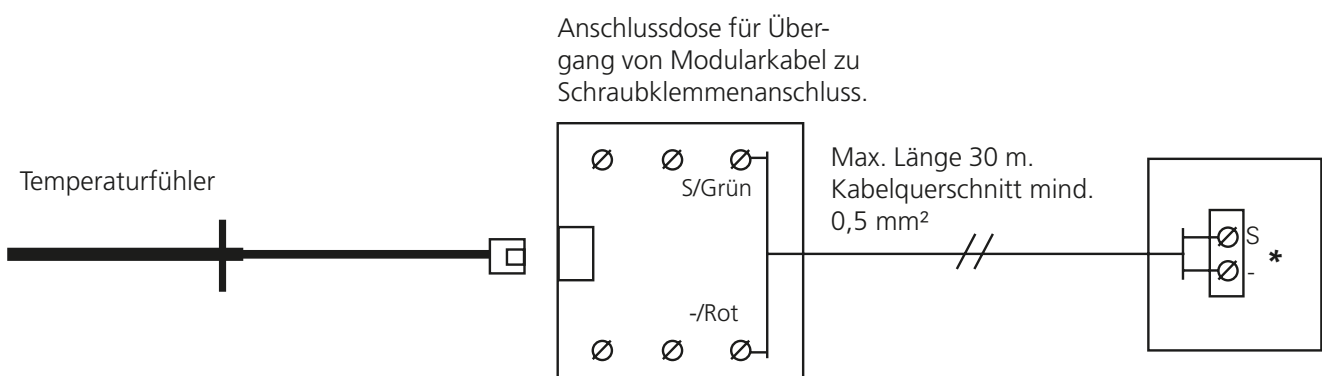 Anschlussdose für Über-
gang von Modularkabel zu
Schraubklemmenanschluss.
Temperaturfühler
S/Grün
-/Rot
Max. Länge 30 m.
Kabelquerschnitt mind.
0,5 mm²
S
*
-